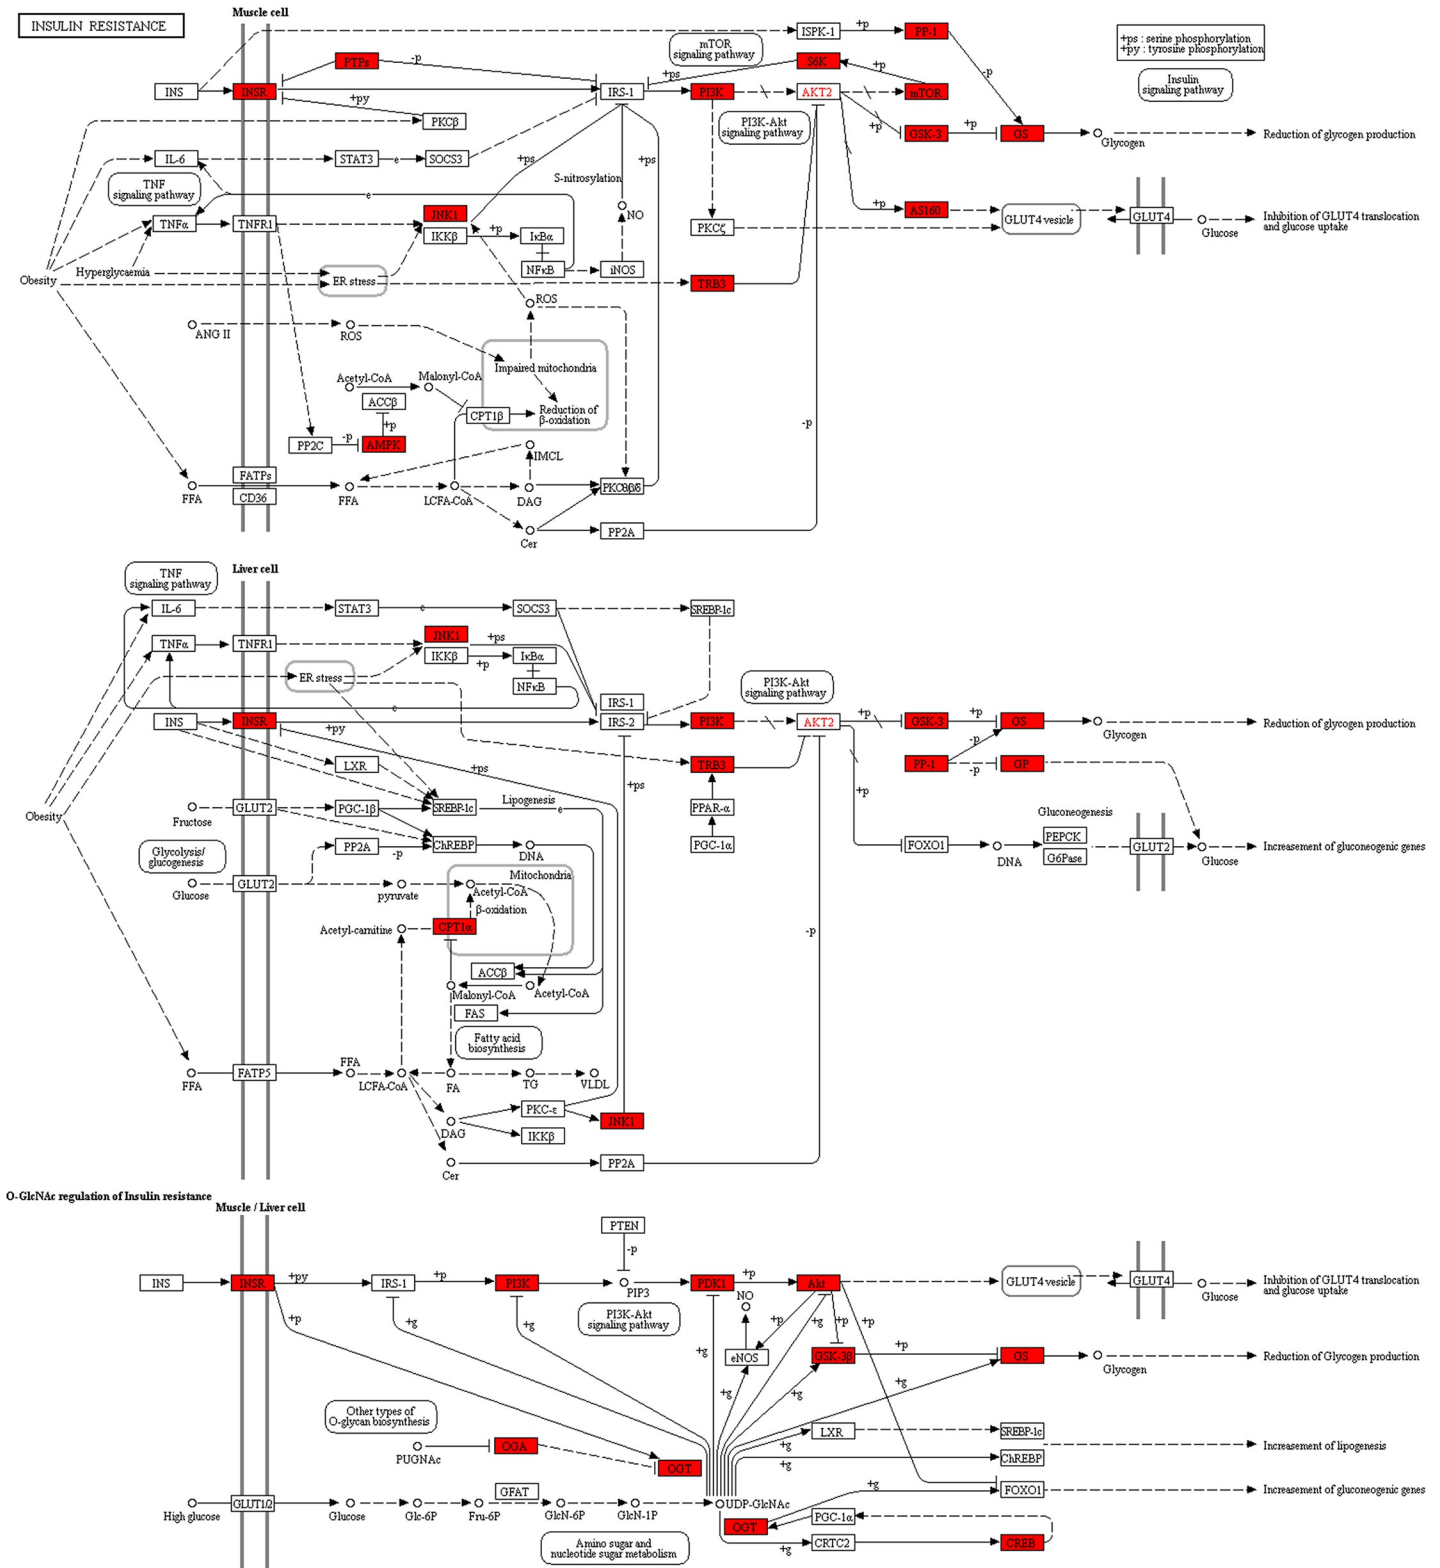 INSULIN RESISTANCE
Muscle cell
+ps : serine phosphorylation
+py : tyrosine phosphorylation
Insulin
signaling pathway
ISPK-1
+p
PP-1
mTOR
signaling pathway
PTPs
-p
S6K
+p
-p
+ps
INS
INSR
IRS-1
PI3K
AKT2
mTOR
+py
PKCβ
PI3K-Akt
signaling pathway
+p
GSK-3
+p
GS
Glycogen
Reduction of glycogen production
IL-6
STAT3
e
SOCS3
+ps
+ps
TNF
signaling pathway
S-nitrosylation
e
NO
+p
AS160
GLUT4 vesicle
GLUT4
Glucose
Inhibition of GLUT4 translocation
and glucose uptake
TNFα
TNFR1
JNK1
IKKβ
+p
IκBα
PKCζ
NFκB
iNOS
Hyperglycaemia
Obesity
ER stress
TRB3
ROS
ANG II
ROS
Impaired mitochondria
Acetyl-CoA
Malonyl-CoA
ACCβ
CPT1β
Reduction of
β-oxidation
+p
PP2C
-p
AMPK
-p
IMCL
FATPs
FFA
CD36
FFA
LCFA-CoA
DAG
PKCθβδ
Cer
PP2A
TNF
signaling pathway
Liver cell
IL-6
STAT3
e
SOCS3
SREBP-1c
TNFα
TNFR1
JNK1
+ps
IKKβ
+p
IκBα
ER stress
NFκB
PI3K-Akt
signaling pathway
e
IRS-1
INS
INSR
+py
IRS-2
PI3K
AKT2
+p
GSK-3
+p
GS
Glycogen
Reduction of glycogen production
-p
LXR
+ps
+ps
TRB3
PP-1
-p
GP
+p
Obesity
Fructose
GLUT2
PGC-1β
SREBP-1c
Lipogenesis
e
PPAR-α
Gluconeogenesis
Glycolysis/
glucogenesis
PP2A
-p
ChREBP
DNA
PGC-1α
FOXO1
DNA
PEPCK
G6Pase
GLUT2
Glucose
Increasement of gluconeogenic genes
Glucose
GLUT2
pyruvate
Mitochondria
Acetyl-CoA
β-oxidation
Acetyl-carnitine
CPT1α
-p
ACCβ
Malonyl-CoA
Acetyl-CoA
FAS
Fatty acid
biosynthesis
FFA
FATP5
FFA
LCFA-CoA
FA
TG
VLDL
PKC-ε
JNK1
DAG
IKKβ
Cer
PP2A
O-GlcNAc regulation of Insulin resistance
Muscle / Liver cell
PTEN
-p
INS
INSR
+py
IRS-1
+p
PI3K
PIP3
PDK1
+p
Akt
GLUT4 vesicle
GLUT4
Glucose
Inhibition of GLUT4 translocation
and glucose uptake
PI3K-Akt
signaling pathway
NO
+p
+g
+g
+g
+p
+g
+p
+p
+g
eNOS
GSK-3β
+p
GS
Glycogen
Reduction of Glycogen production
+g
+g
+g
Other types of
O-glycan biosynthesis
PUGNAc
OGA
OGT
LXR
SREBP-1c
+g
+g
ChREBP
Increasement of lipogenesis
+g
FOXO1
Increasement of gluconeogenic genes
High glucose
GLUT1/2
Glucose
Glc-6P
Fru-6P
GFAT
GlcN-6P
GlcN-1P
UDP-GlcNAc
OGT
PGC-1α
CRTC2
+g
CREB
Amino sugar and
nucleotide sugar metabolism